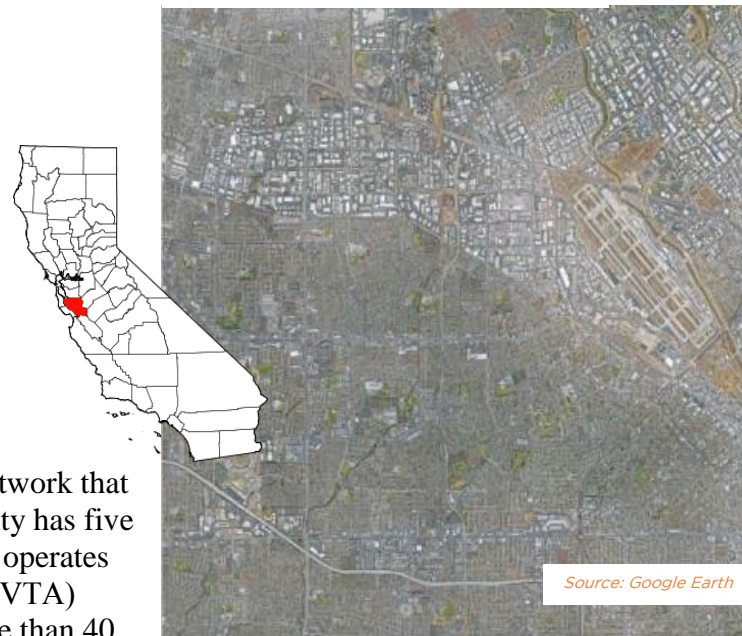 twork that
ty has five
operates
VTA)
e than 40
Source: Google Earth